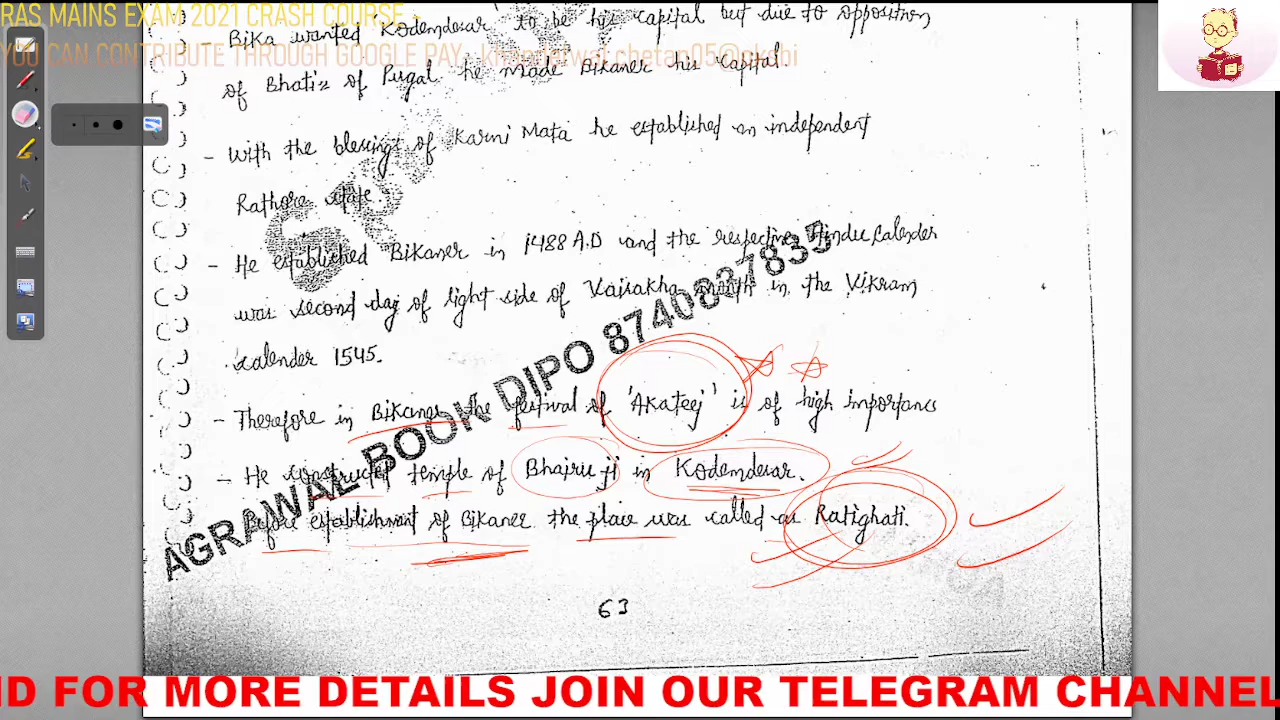 RAS MAINS EXAM 2021 CRASH COURSE -
YOU CAN CONTRIBUTE THROUGH GOOGLE PAY-
- Bika wanted Kodemdesar to be his capital but due to opposition
of Bhatis of Pugal he made Bikaner his capital
- With the blessings of Karni Mata he established an independent
Rathore state.
- He established Bikaner in 1488 A.D and the respective Hindu Calender
was second day of light side of Vaisakha month in the Vikram
calender 1545.
- Therefore in Bikaner the festival of 'Akateej' is of high importance
- He constructed temple of Bhairu ji in Kodemdesar.
Before establishment of Bikaner the place was called as Ratighati.
63
AGRAWAL BOOK DIPO 8740837835
ND FOR MORE DETAILS JOIN OUR TELEGRAM CHANNEL